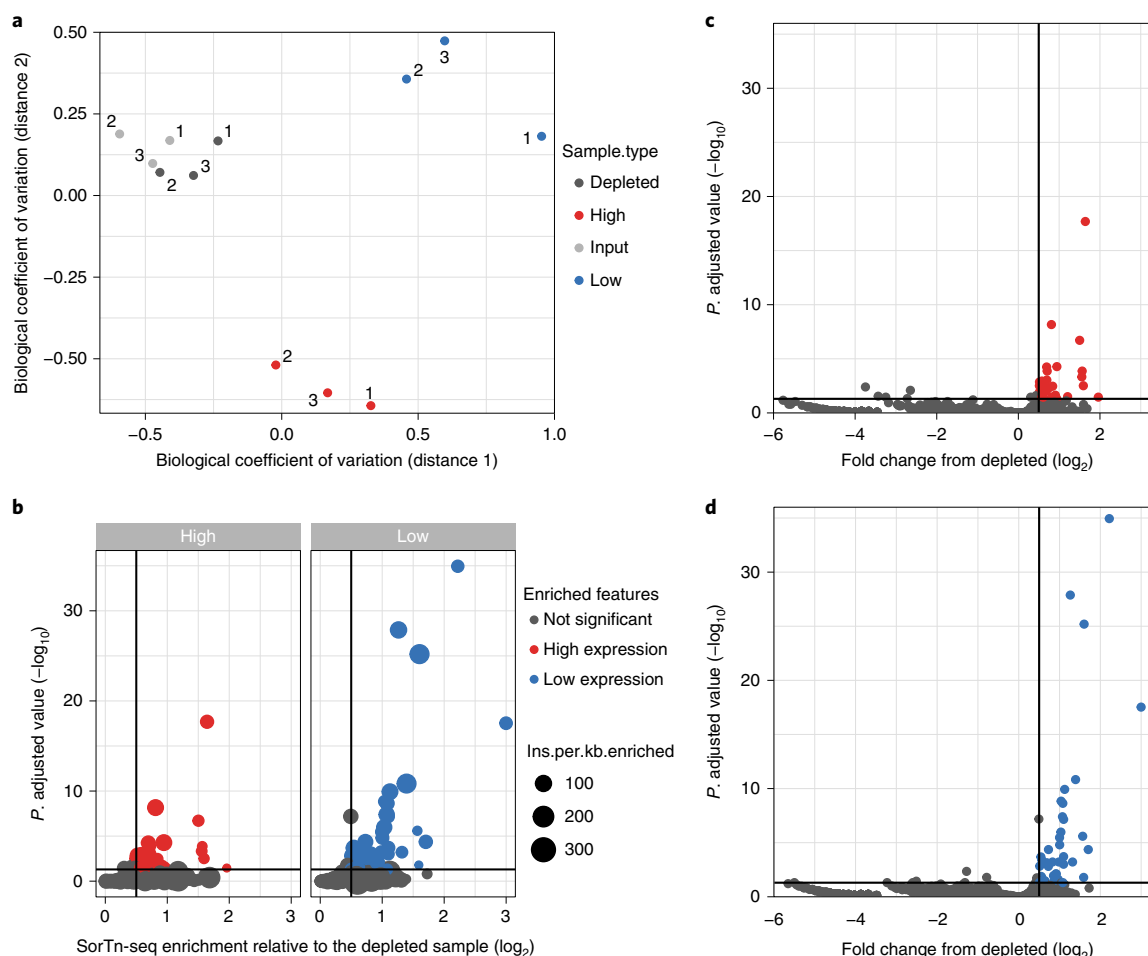 a
0.50
0.25
0.00
−0.25
−0.50
Biological coefficient of variation (distance 2)
2
1
3
2
3
1
2
3
1
2
3
1
−0.5
0.0
0.5
1.0
Biological coefficient of variation (distance 1)
Sample.type
Depleted
High
Input
Low
c
30
20
10
0
P. adjusted value (−log10)
−6
−4
−2
0
2
Fold change from depleted (log2)
b
High
Low
30
20
10
0
P. adjusted value (−log10)
0
1
2
3
0
1
2
3
SorTn-seq enrichment relative to the depleted sample (log2)
Enriched features
Not significant
High expression
Low expression
Ins.per.kb.enriched
100
200
300
d
30
20
10
0
P. adjusted value (−log10)
−6
−4
−2
0
2
Fold change from depleted (log2)